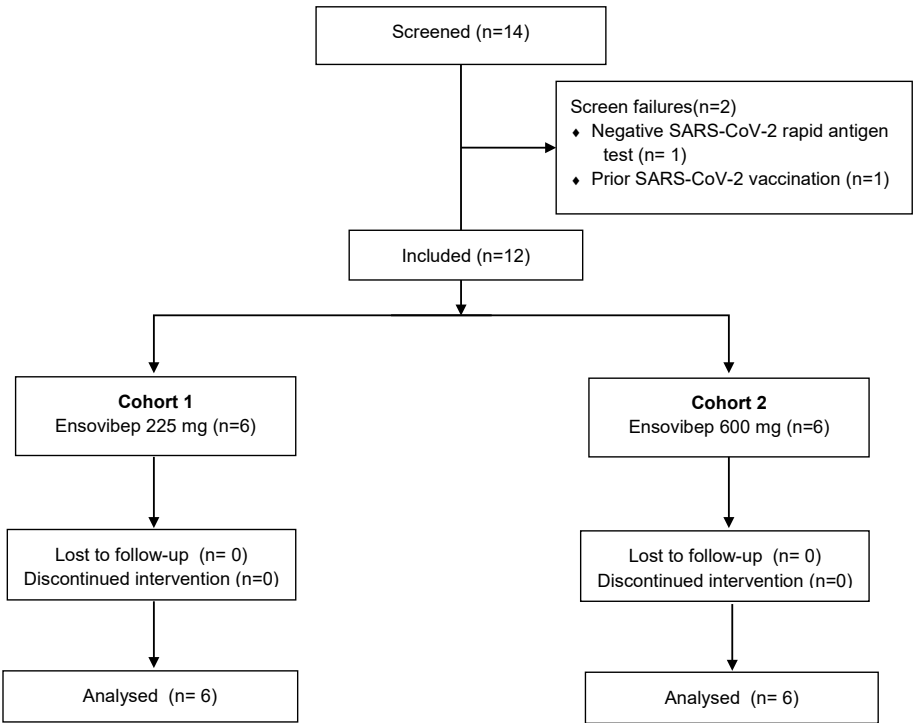 Screened (n=14)
Screen failures(n=2)
♦ Negative SARS-CoV-2 rapid antigen
test (n= 1)
♦ Prior SARS-CoV-2 vaccination (n=1)
Included (n=12)
Cohort 1
Ensovibep 225 mg (n=6)
Cohort 2
Ensovibep 600 mg (n=6)
Lost to follow-up (n= 0)
Discontinued intervention (n=0)
Lost to follow-up (n= 0)
Discontinued intervention (n=0)
Analysed (n= 6)
Analysed (n= 6)